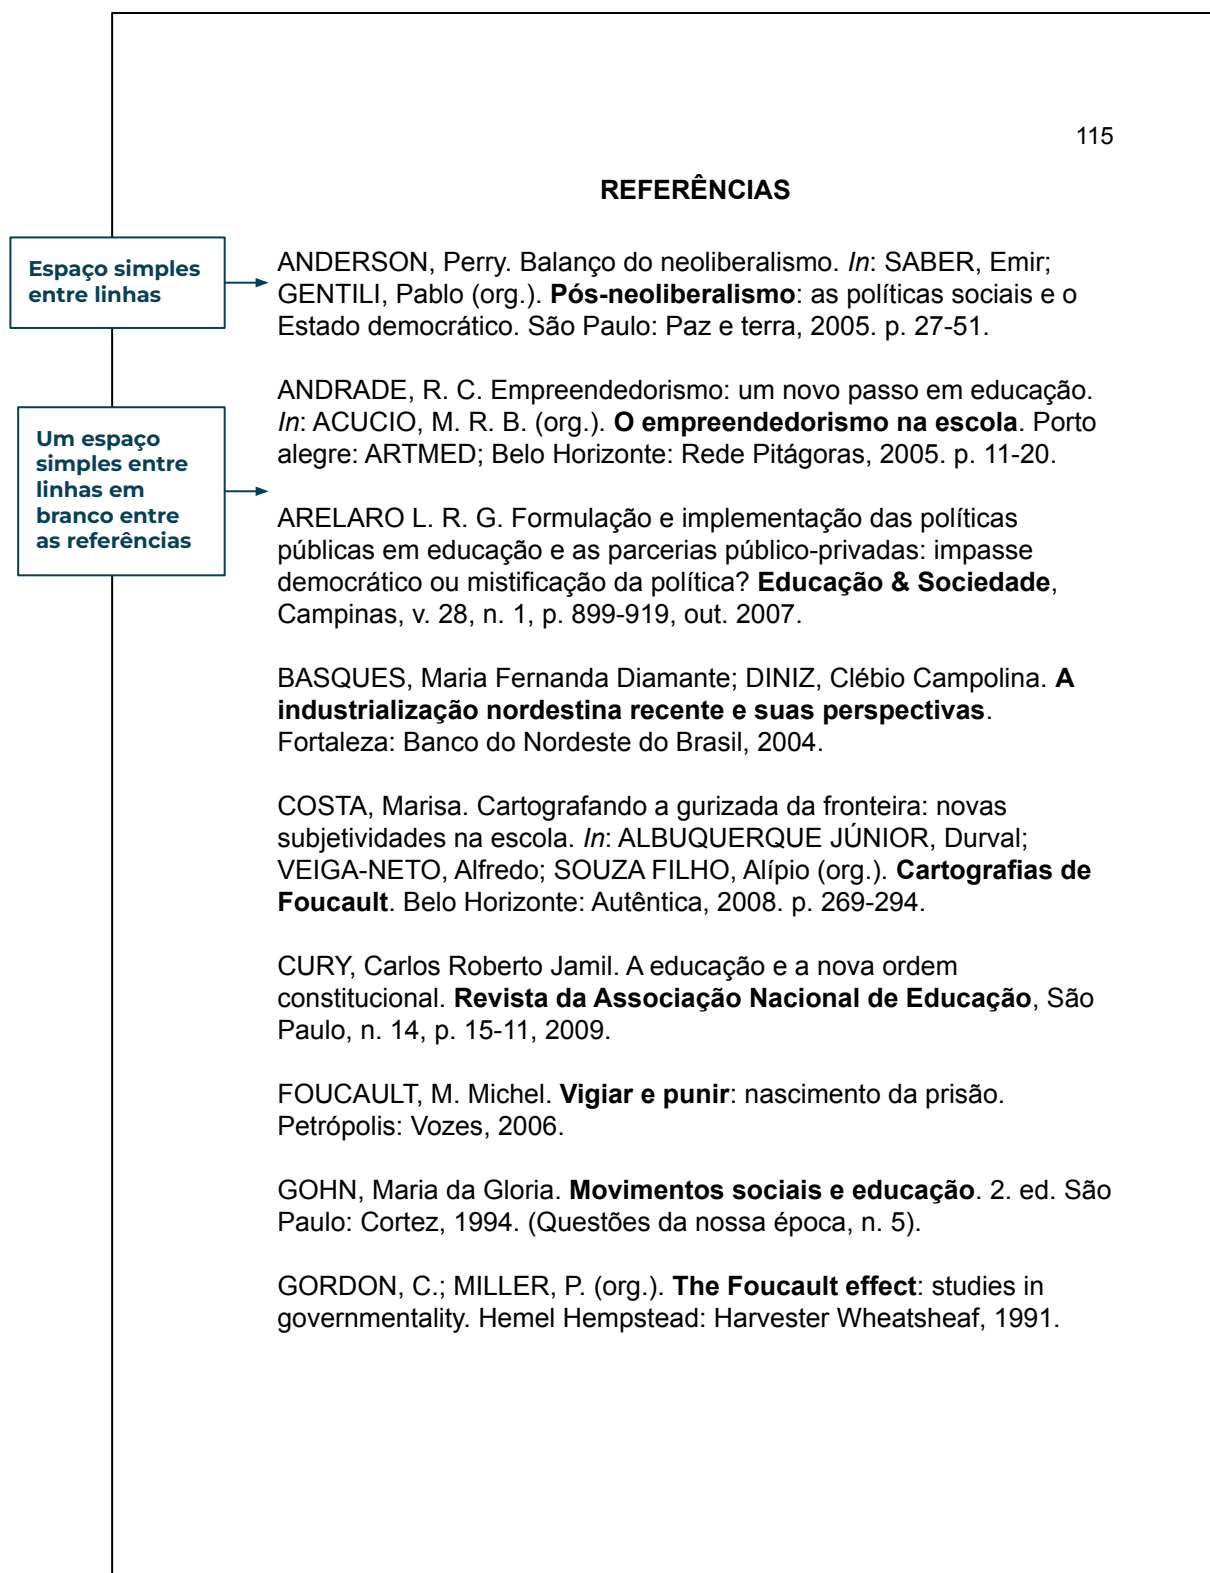 115
REFERÊNCIAS
Espaço simples
entre linhas
ANDERSON, Perry. Balanço do neoliberalismo. In: SABER, Emir;
GENTILI, Pablo (org.). Pós-neoliberalismo: as políticas sociais e o
Estado democrático. São Paulo: Paz e terra, 2005. p. 27-51.
ANDRADE, R. C. Empreendedorismo: um novo passo em educação.
In: ACUCIO, M. R. B. (org.). O empreendedorismo na escola. Porto
alegre: ARTMED; Belo Horizonte: Rede Pitágoras, 2005. p. 11-20.
Um espaço
simples entre
linhas em
branco entre
as referências
ARELARO L. R. G. Formulação e implementação das políticas
públicas em educação e as parcerias público-privadas: impasse
democrático ou mistificação da política? Educação & Sociedade,
Campinas, v. 28, n. 1, p. 899-919, out. 2007.
BASQUES, Maria Fernanda Diamante; DINIZ, Clébio Campolina. A
industrialização nordestina recente e suas perspectivas.
Fortaleza: Banco do Nordeste do Brasil, 2004.
COSTA, Marisa. Cartografando a gurizada da fronteira: novas
subjetividades na escola. In: ALBUQUERQUE JÚNIOR, Durval;
VEIGA-NETO, Alfredo; SOUZA FILHO, Alípio (org.). Cartografias de
Foucault. Belo Horizonte: Autêntica, 2008. p. 269-294.
CURY, Carlos Roberto Jamil. A educação e a nova ordem
constitucional. Revista da Associação Nacional de Educação, São
Paulo, n. 14, p. 15-11, 2009.
FOUCAULT, M. Michel. Vigiar e punir: nascimento da prisão.
Petrópolis: Vozes, 2006.
GOHN, Maria da Gloria. Movimentos sociais e educação. 2. ed. São
Paulo: Cortez, 1994. (Questões da nossa época, n. 5).
GORDON, C.; MILLER, P. (org.). The Foucault effect: studies in
governmentality. Hemel Hempstead: Harvester Wheatsheaf, 1991.